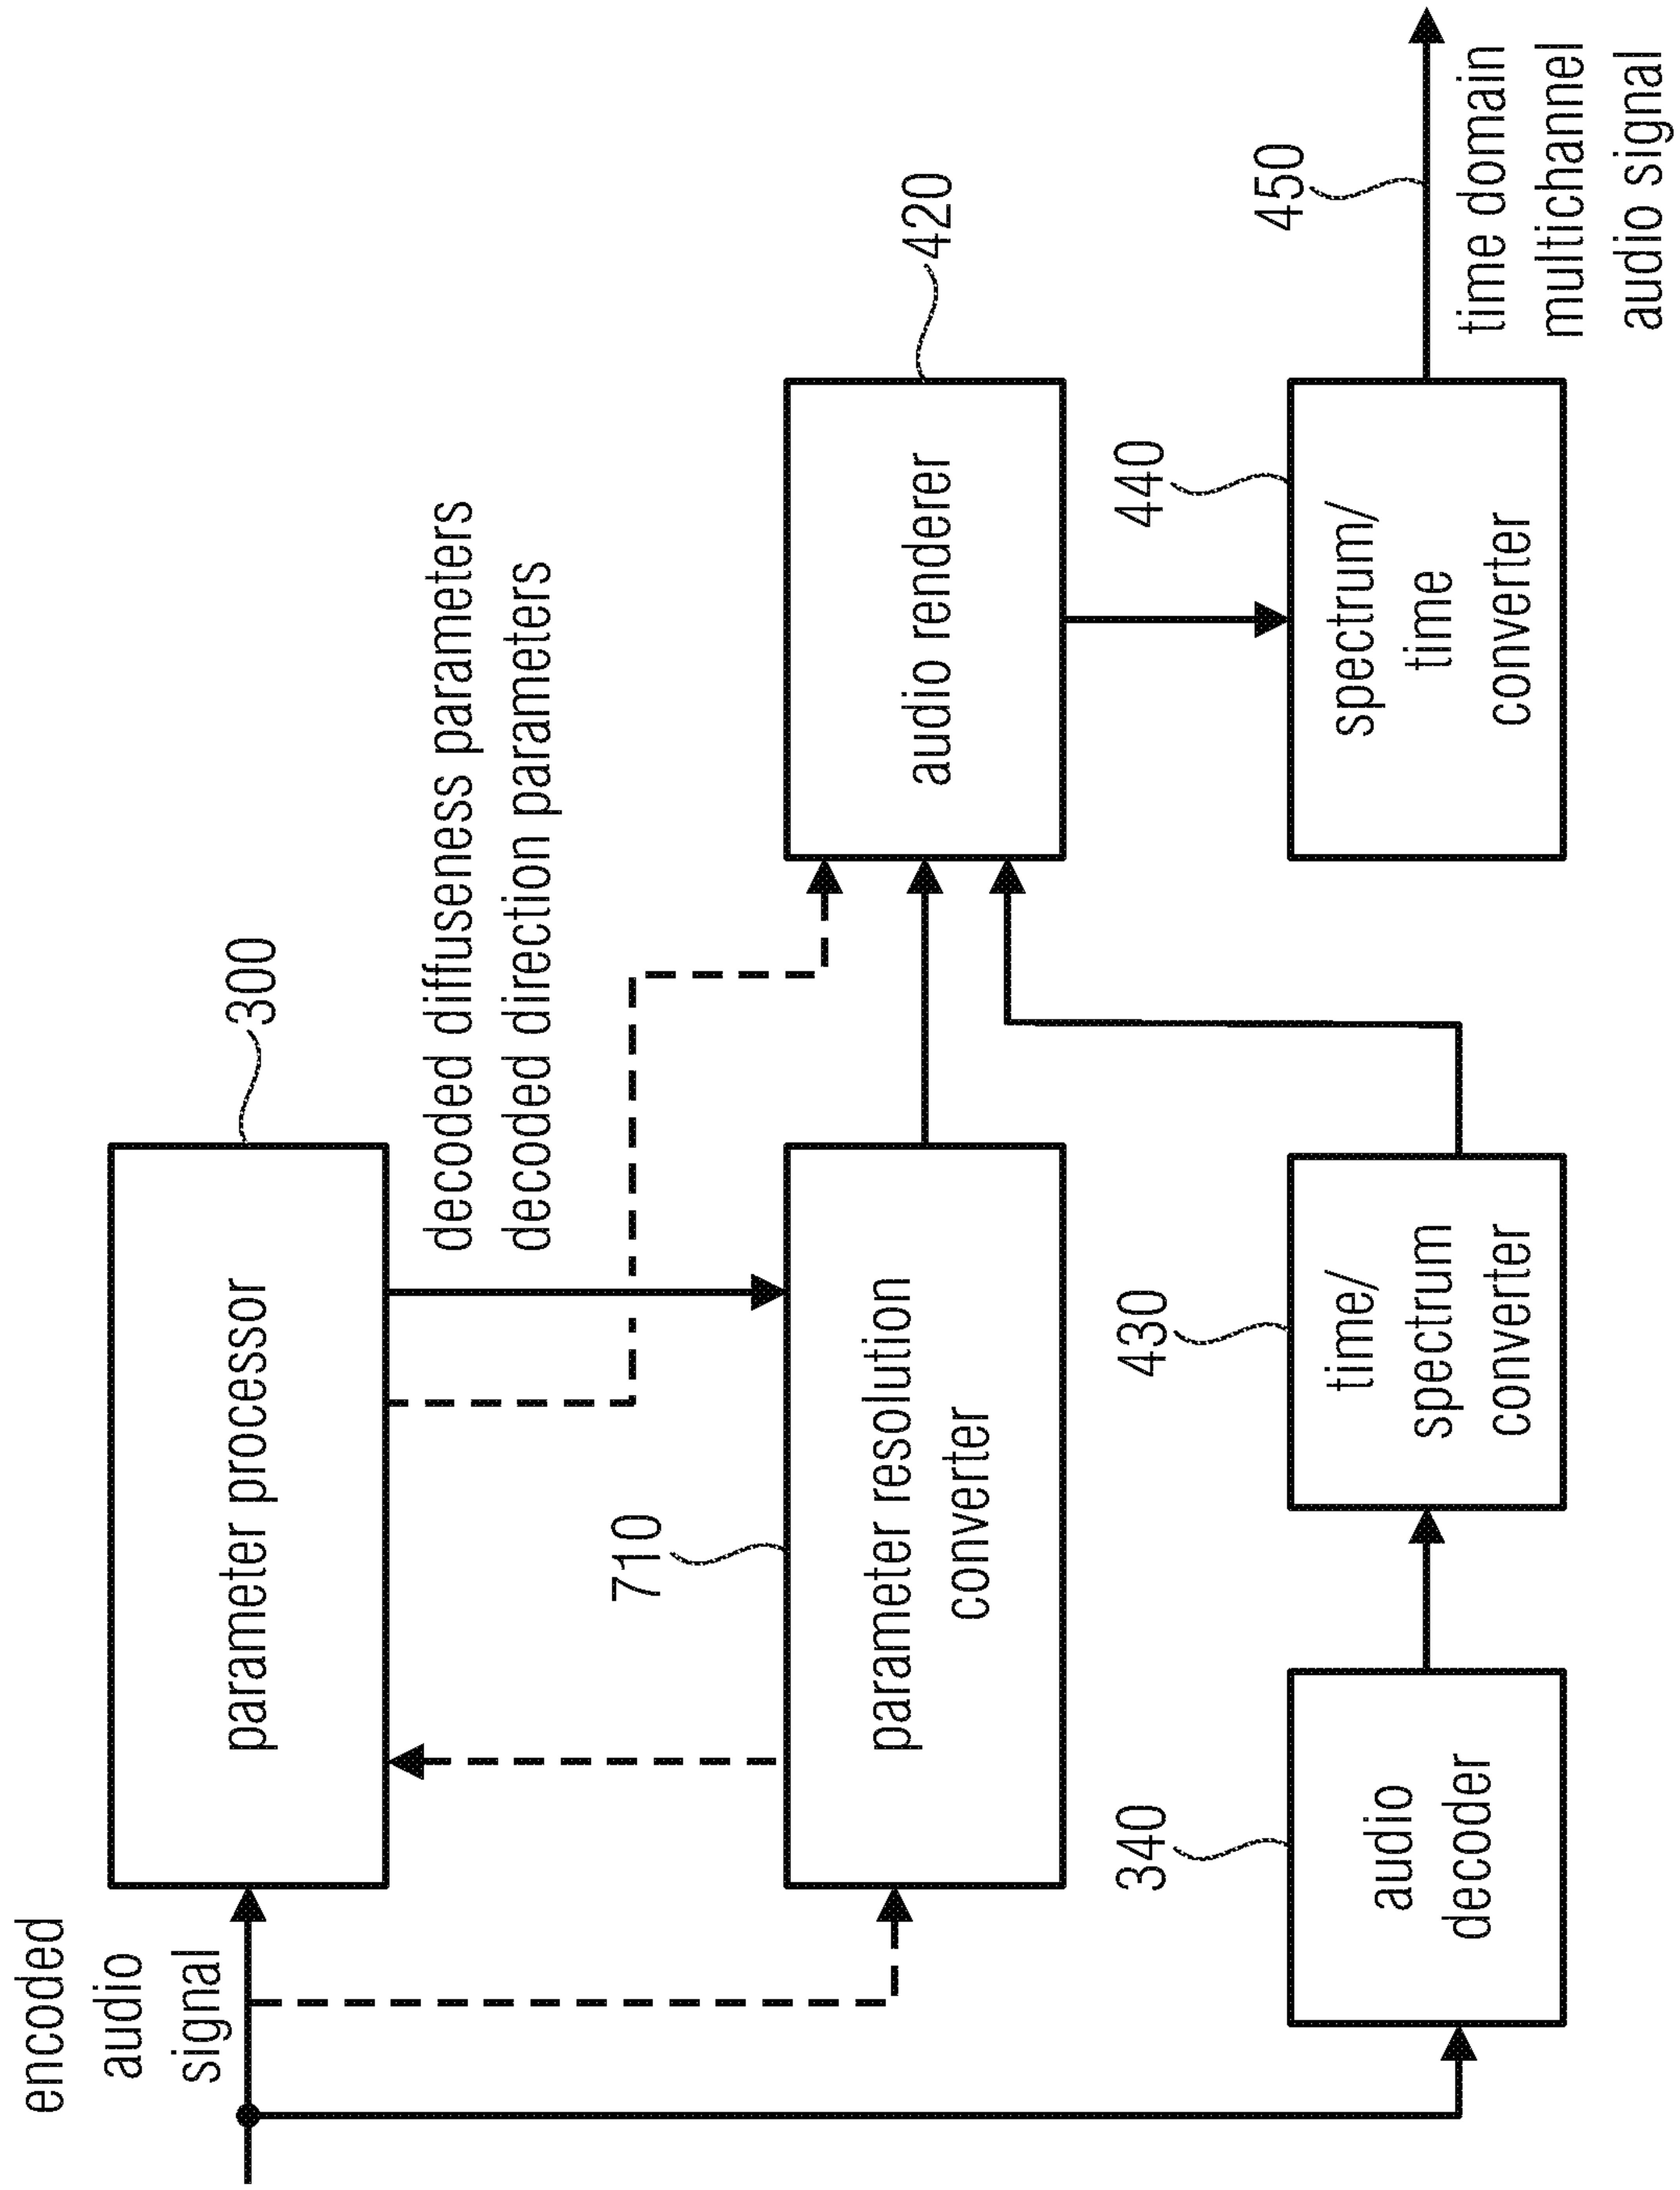 encoded
audio
signal
parameter processor
300
decoded diffuseness parameters
decoded direction parameters
710
parameter resolution
converter
audio renderer
420
340
audio
decoder
430
time/
spectrum
converter
440
spectrum/
time
converter
450
time domain
multichannel
audio signal